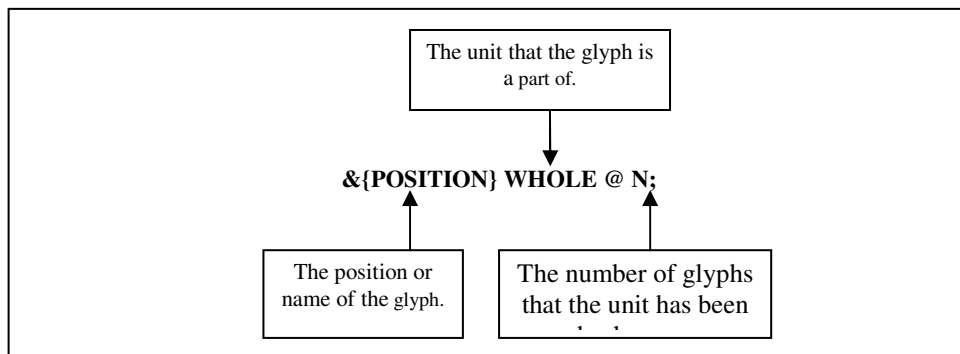 The unit that the glyph is
a part of.
&{POSITION} WHOLE @ N;
The position or
name of the glyph.
The number of glyphs
that the unit has been